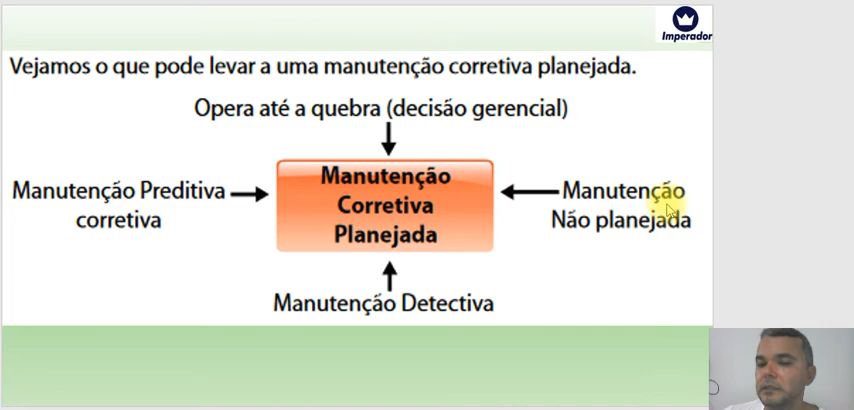 Imperador
Vejamos o que pode levar a uma manutenção corretiva planejada.
Opera até a quebra (decisão gerencial)
Manutenção Preditiva
corretiva
Manutenção
Corretiva
Planejada
Manutenção
Não planejada
Manutenção Detectiva